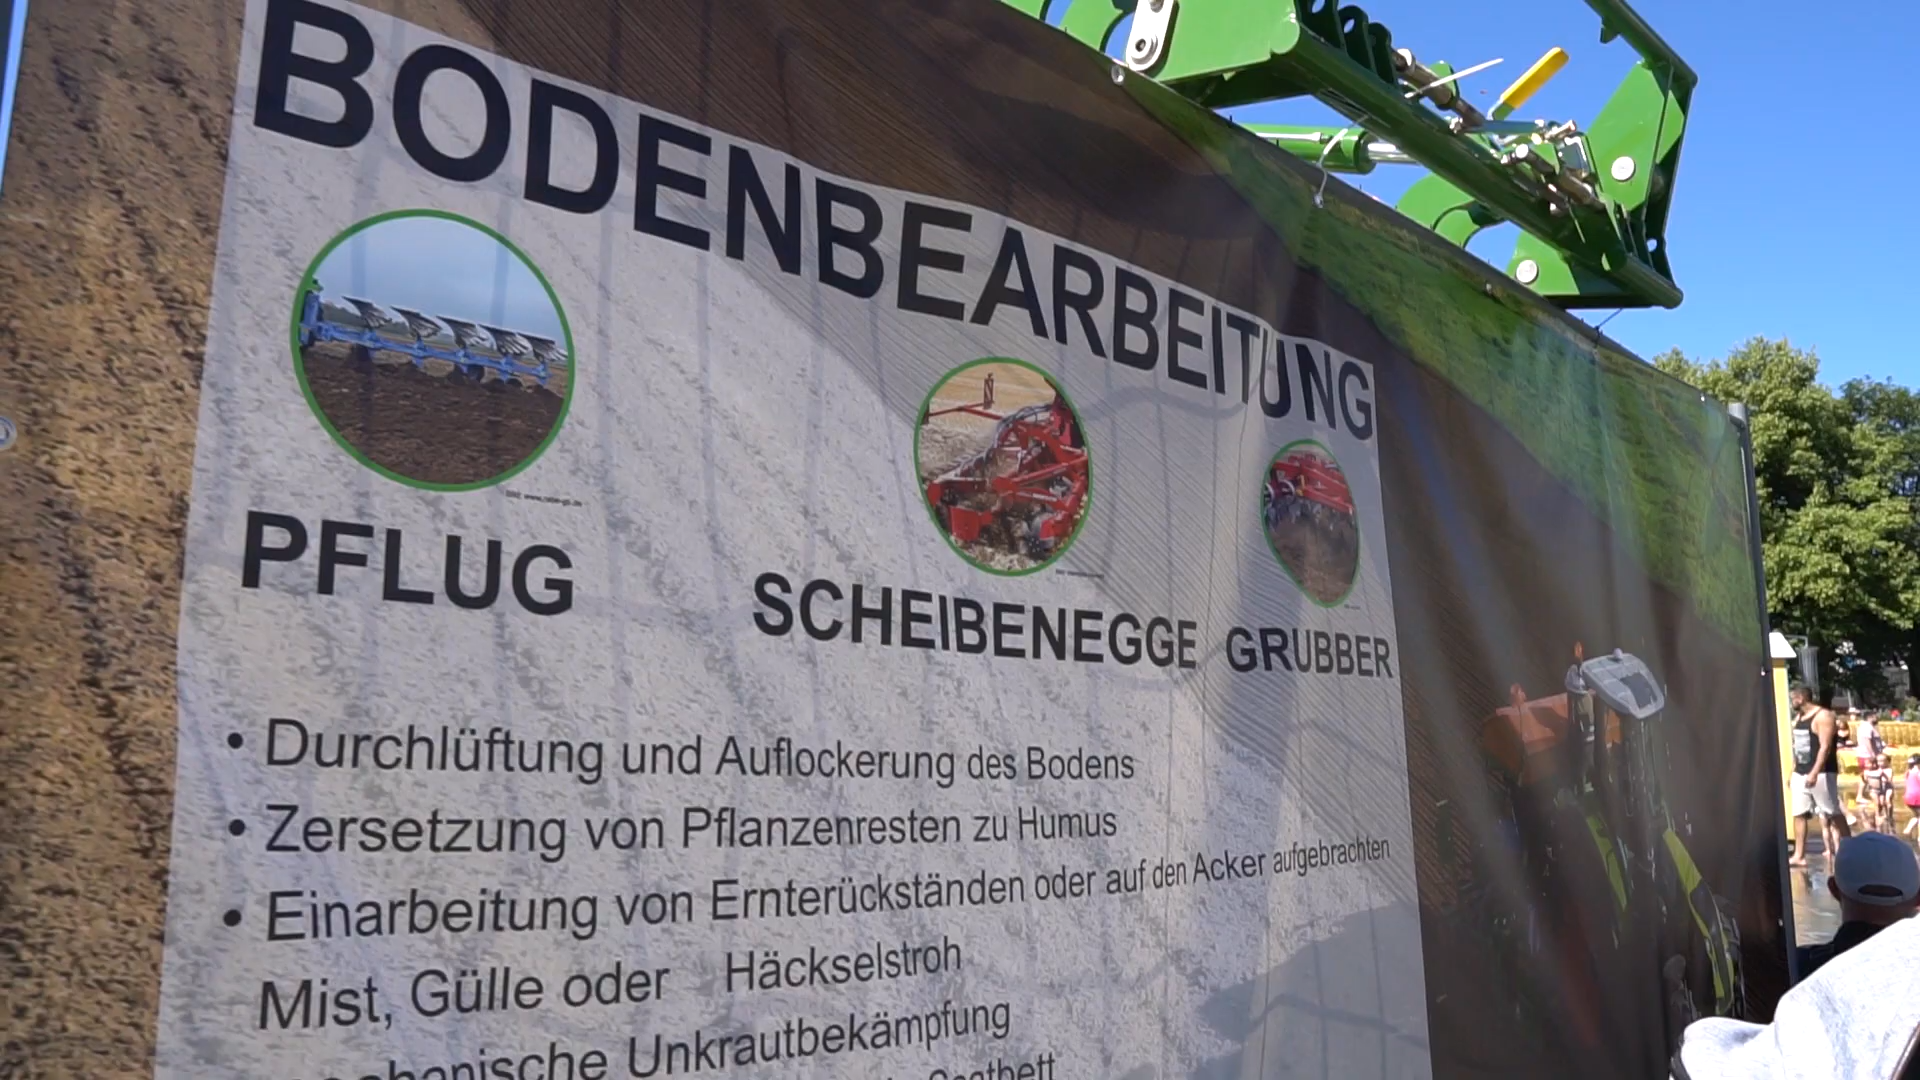 BODENBEARBEITUNG
PFLUG
SCHEIBENEGGE
GRUBBER
• Durchlüftung und Auflockerung des Bodens
• Zersetzung von Pflanzenresten zu Humus
• Einarbeitung von Ernterückständen oder auf den Acker aufgebrachten
Mist, Gülle oder Häckselstroh
Unkrautbekämpfung